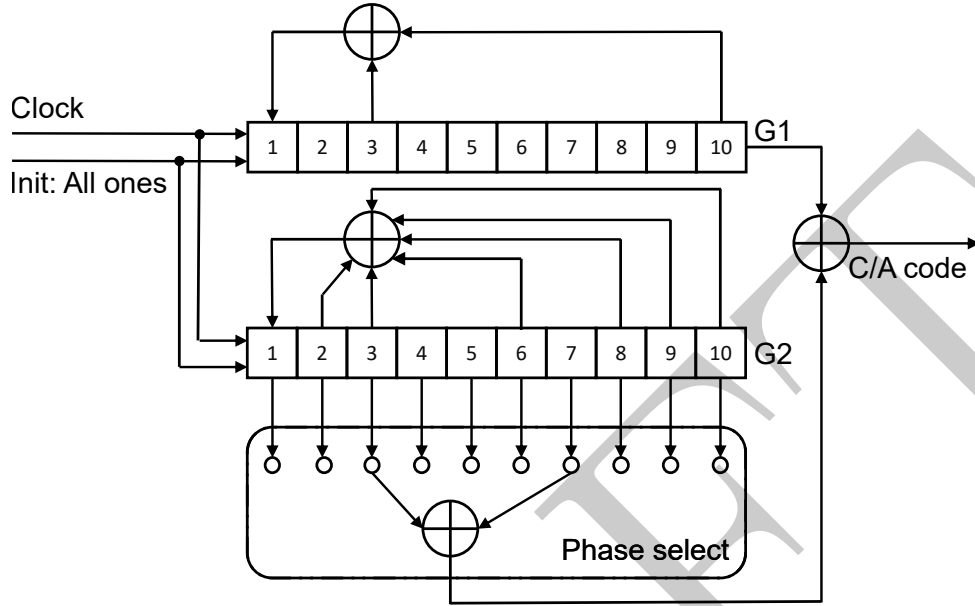 Clock
1 2 3 4 5 6 7 8 9 10
G1
Init: All ones
C/A code
1 2 3 4 5 6 7 8 9 10
G2
Phase select
FT